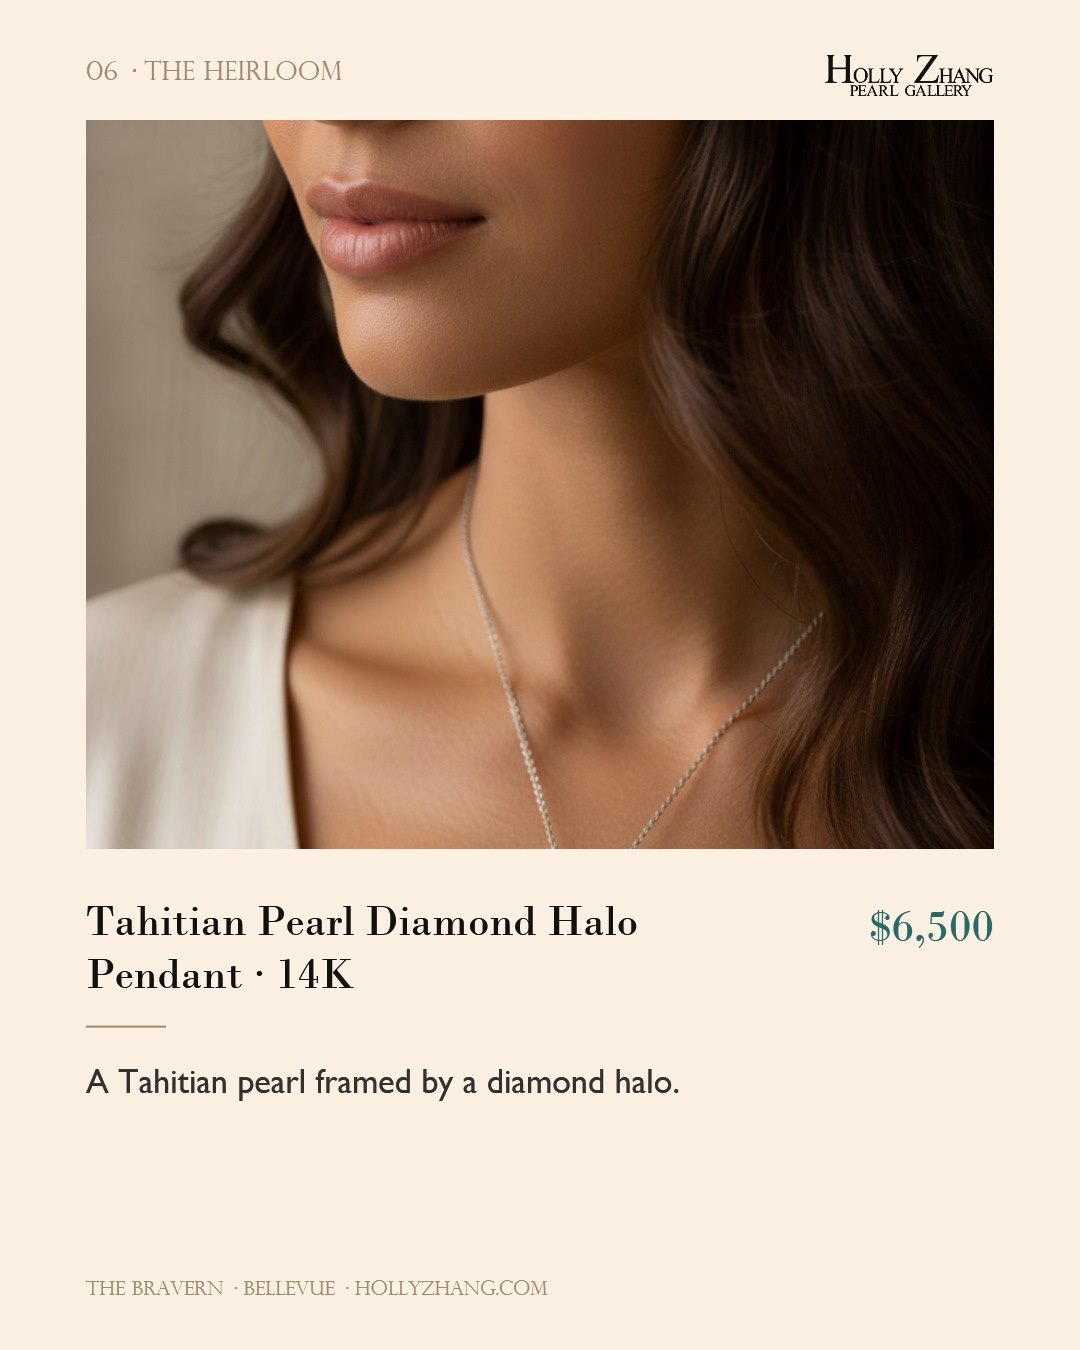 06 · THE HEIRLOOM
HOLLY ZHANG
PEARL GALLERY
Tahitian Pearl Diamond Halo
$6,500
Pendant · 14K
A Tahitian pearl framed by a diamond halo.
THE BRAVERN · BELLEVUE · HOLLYZHANG.COM